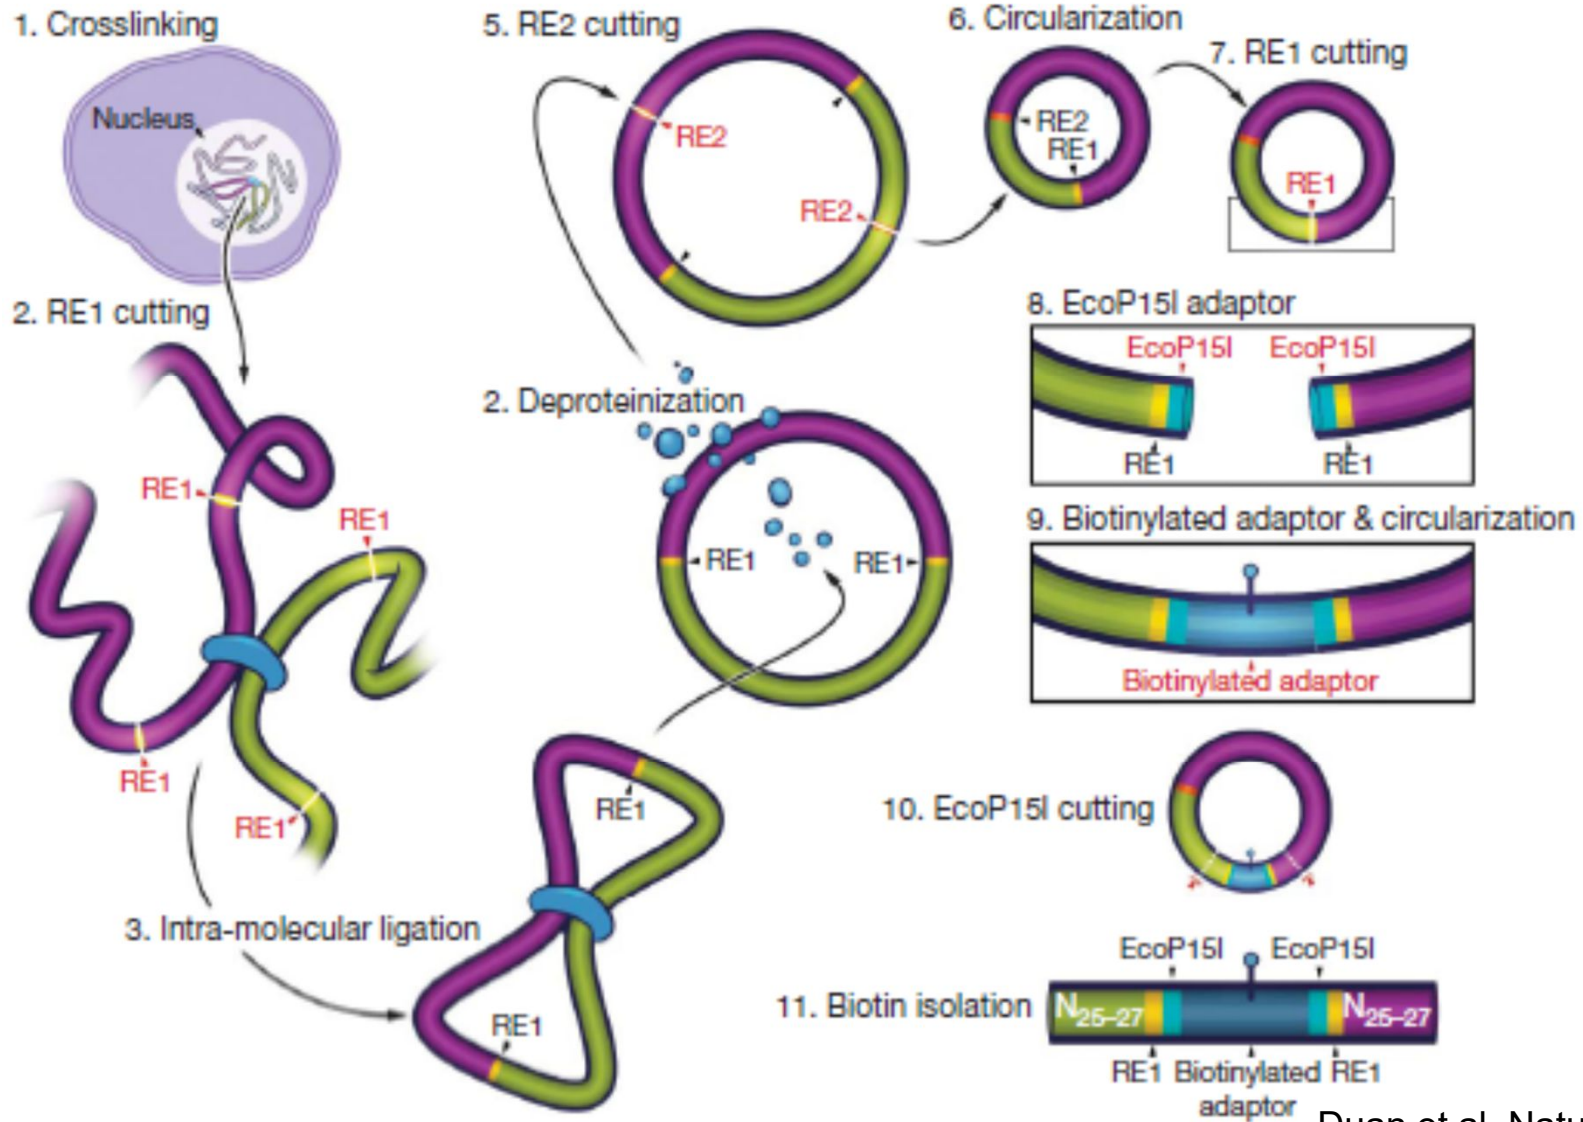 1. Crosslinking
Nucleus
2. RE1 cutting
RE1
RE1
RE1
RE1
3. Intra-molecular ligation
RE1
RE1
2. Deproteinization
RE1
RE1
5. RE2 cutting
RE2
RE2
6. Circularization
RE2
RE1
7. RE1 cutting
RE1
8. EcoP15I adaptor
EcoP15I EcoP15I
RE1 RE1
9. Biotinylated adaptor & circularization
Biotinylated adaptor
10. EcoP15I cutting
11. Biotin isolation
EcoP15I EcoP15I
N25–27 N25–27
RE1 Biotinylated RE1
adaptor